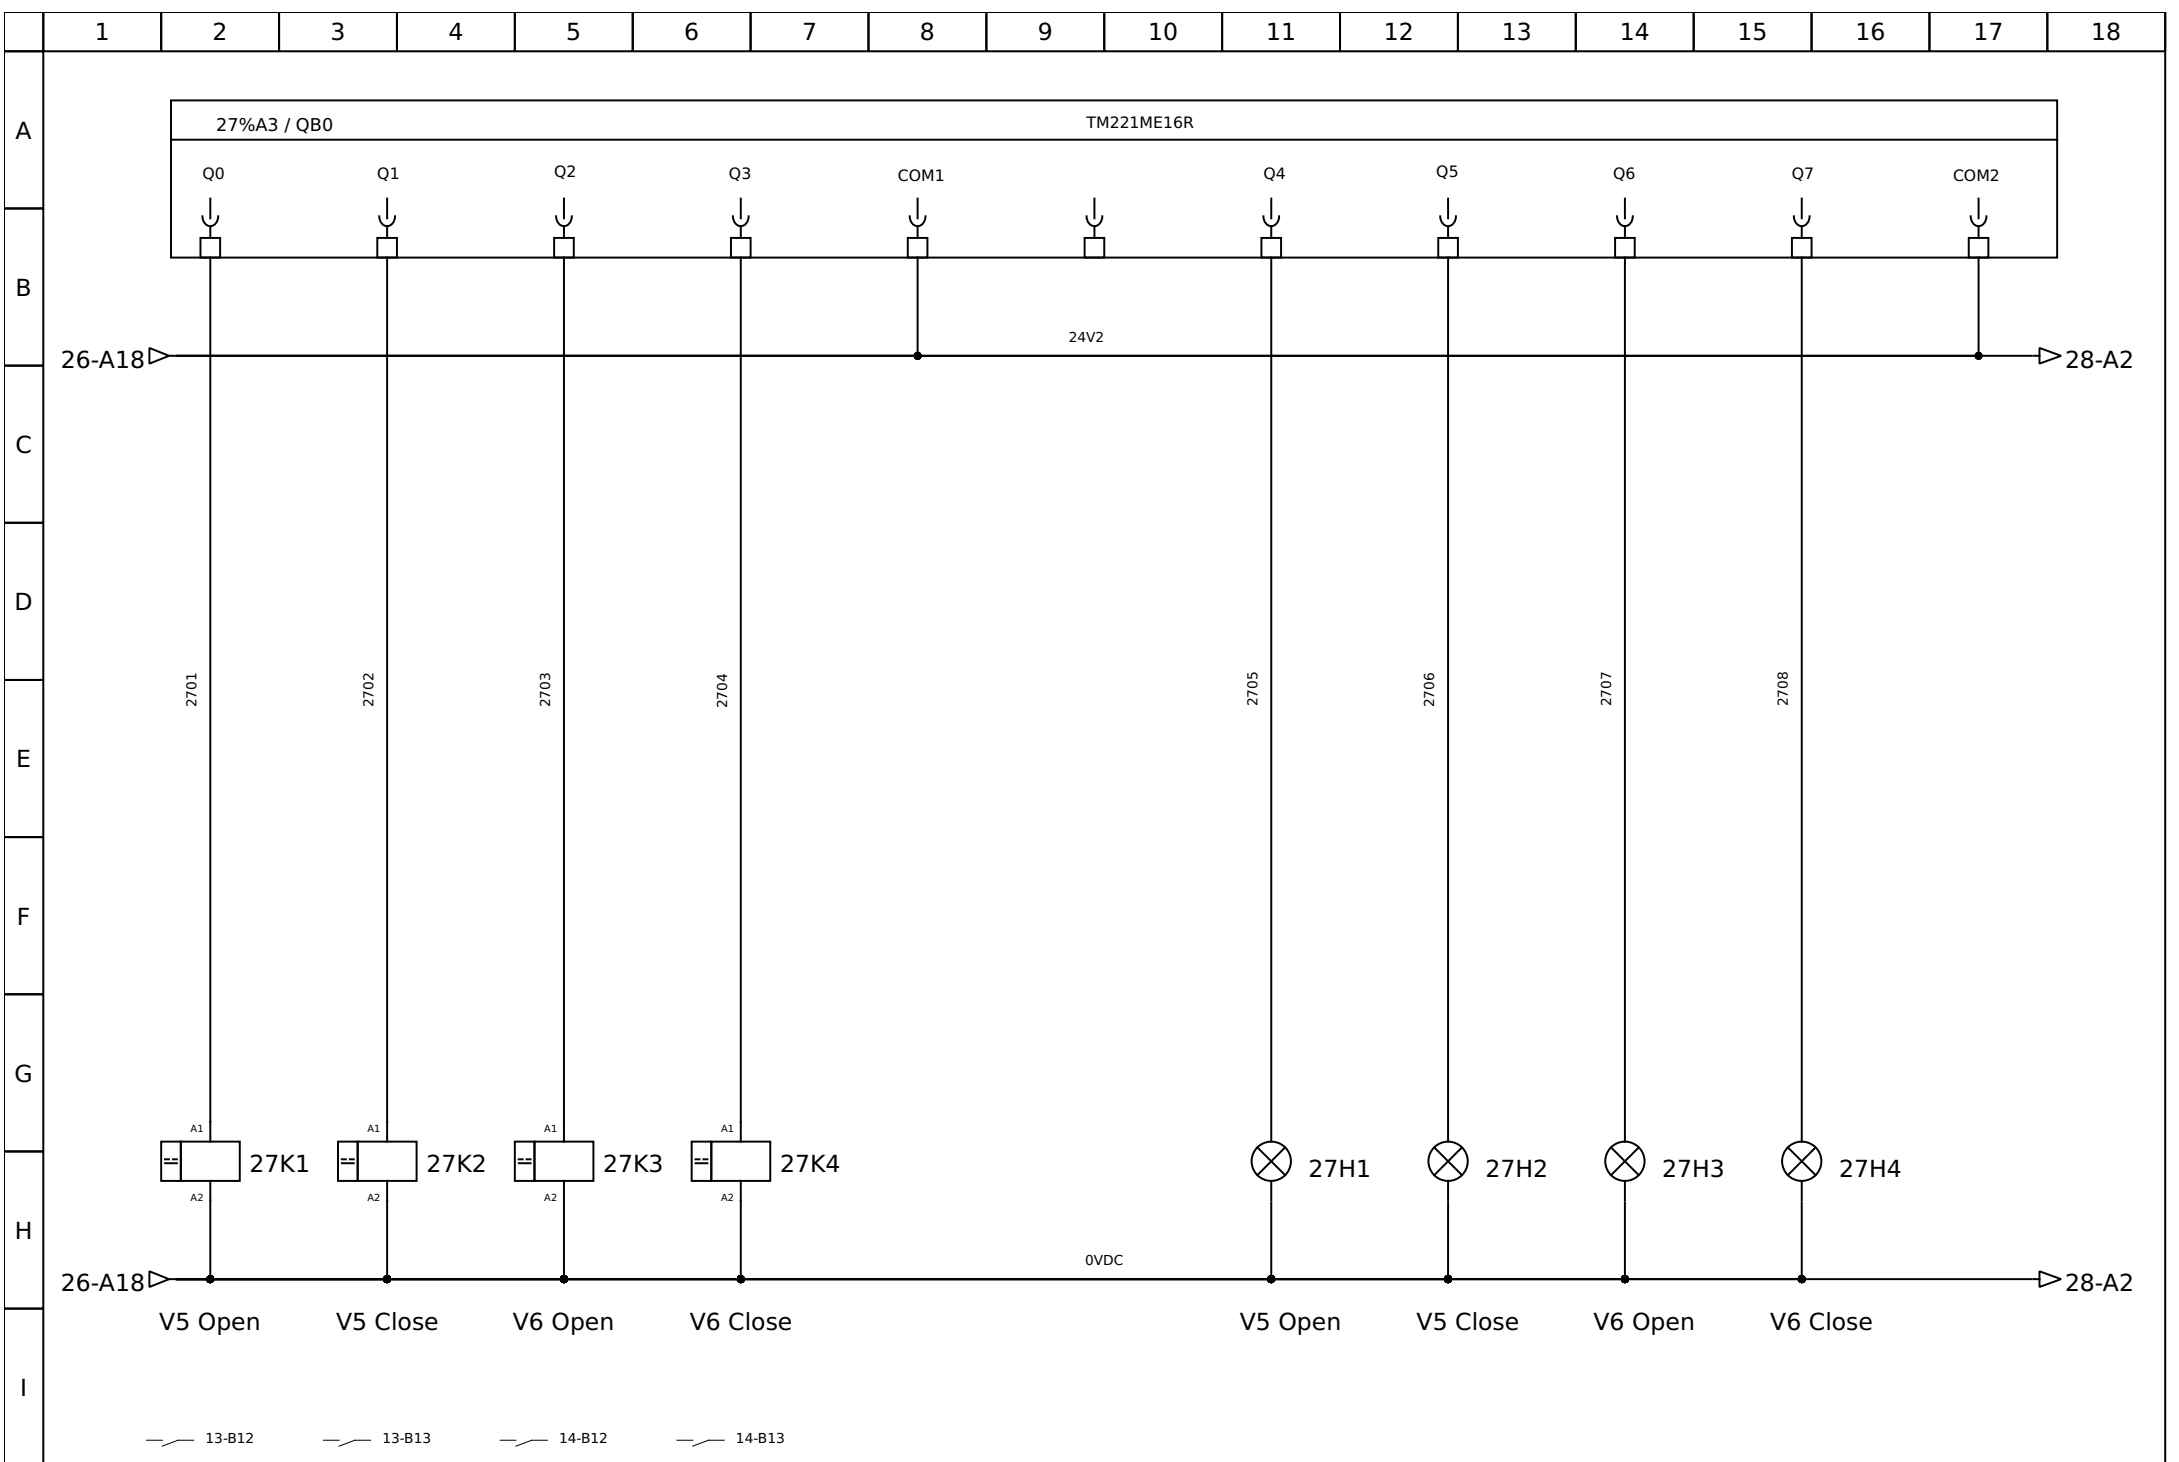 1 2 3 4 5 6 7 8 9 10 11 12 13 14 15 16 17 18
A
27%A3 / QB0 TM221ME16R
Q0 Q1 Q2 Q3 COM1 Q4 Q5 Q6 Q7 COM2
B
24V2
26-A18 28-A2
C
D
2701 2702 2703 2704 2705 2706 2707 2708
E
F
G
A1 A1 A1 A1
27K1 27K2 27K3 27K4 27H1 27H2 27H3 27H4
A2 A2 A2 A2
H
0VDC
26-A18 28-A2
V5 Open V5 Close V6 Open V6 Close V5 Open V5 Close V6 Open V6 Close
I
13-B12 13-B13 14-B12 14-B13